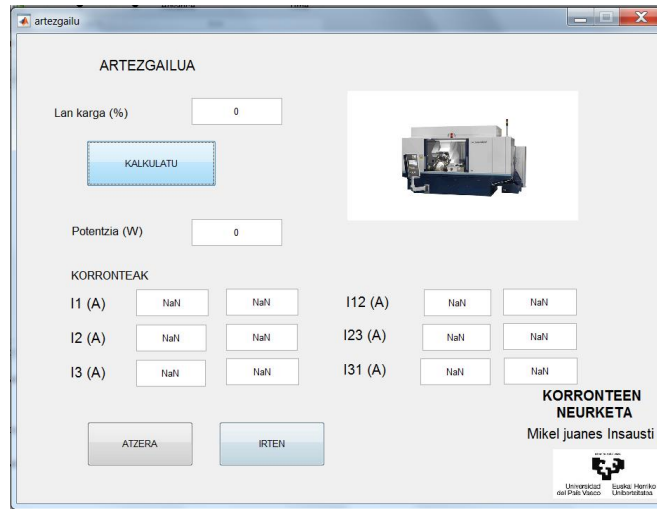 artezgailu
ARTEZGAILUA
Lan karga (%) 0
KALKULATU
Potentzia (W) 0
KORRONTEAK
I1 (A) NaN NaN I12 (A) NaN NaN
I2 (A) NaN NaN I23 (A) NaN NaN
I3 (A) NaN NaN I31 (A) NaN NaN
KORRONTEEN
NEURKETA
Mikel juanes Insausti
ATZERA IRTEN
Universidad Euskal Herriko
del País Vasco Unibertsitatea